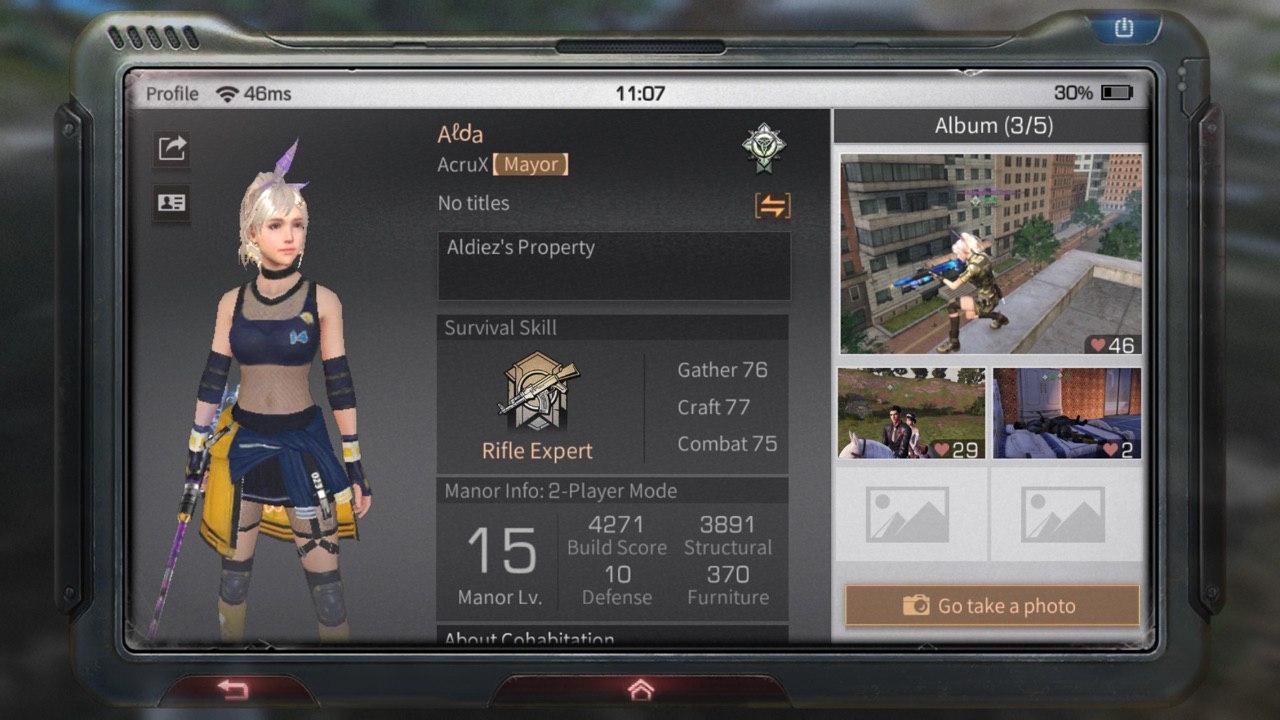 Profile 46ms 11:07 30%
Aℓda
AcruX Mayor
No titles
Aldiez's Property
Survival Skill
Rifle Expert
Gather 76
Craft 77
Combat 75
Manor Info: 2-Player Mode
15
Manor Lv.
4271
Build Score
3891
Structural
10
Defense
370
Furniture
About Cohabitation
Album (3/5)
46
29
2
Go take a photo
14